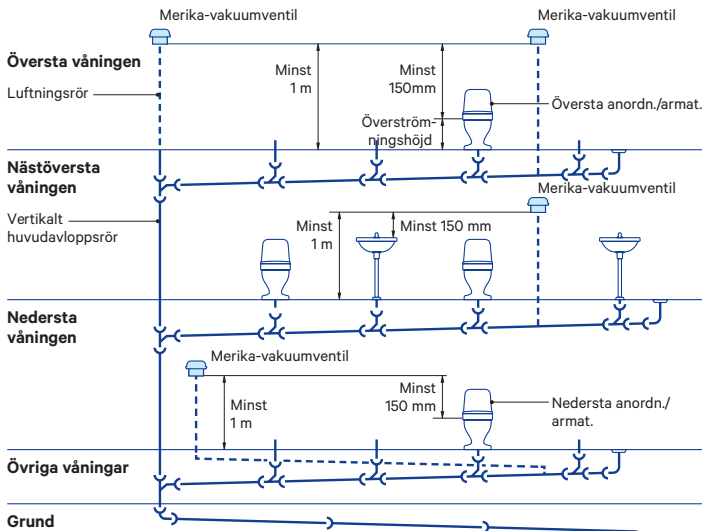 Merika-vakuumventil
Merika-vakuumventil
Översta våningen
Minst
1 m
Minst
150mm
Luftningsrör
Översta anordn./armat.
Överström-
ningshöjd
Nästöversta
våningen
Merika-vakuumventil
Vertikalt
huvudavloppsrör
Minst
1 m
Minst 150 mm
Nedersta
våningen
Merika-vakuumventil
Minst
1 m
Minst
150 mm
Nedersta anordn./
armat.
Övriga våningar
Grund